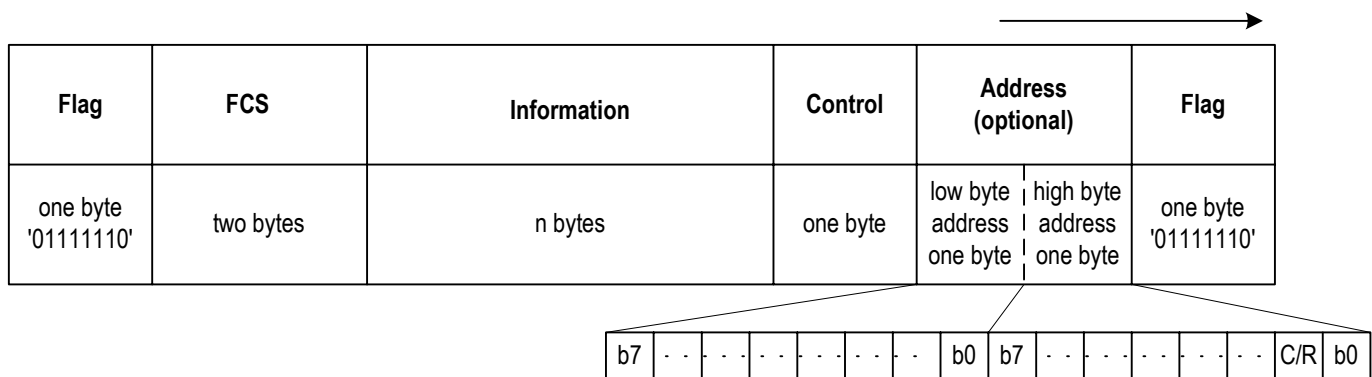 Flag
FCS
Information
Control
Address
(optional)
Flag
one byte
'01111110'
two bytes
n bytes
one byte
low byte
address
one byte
high byte
address
one byte
one byte
'01111110'
b7 - - - - - - - - - - - - b0 b7 - - - - - - - - - - C/R b0